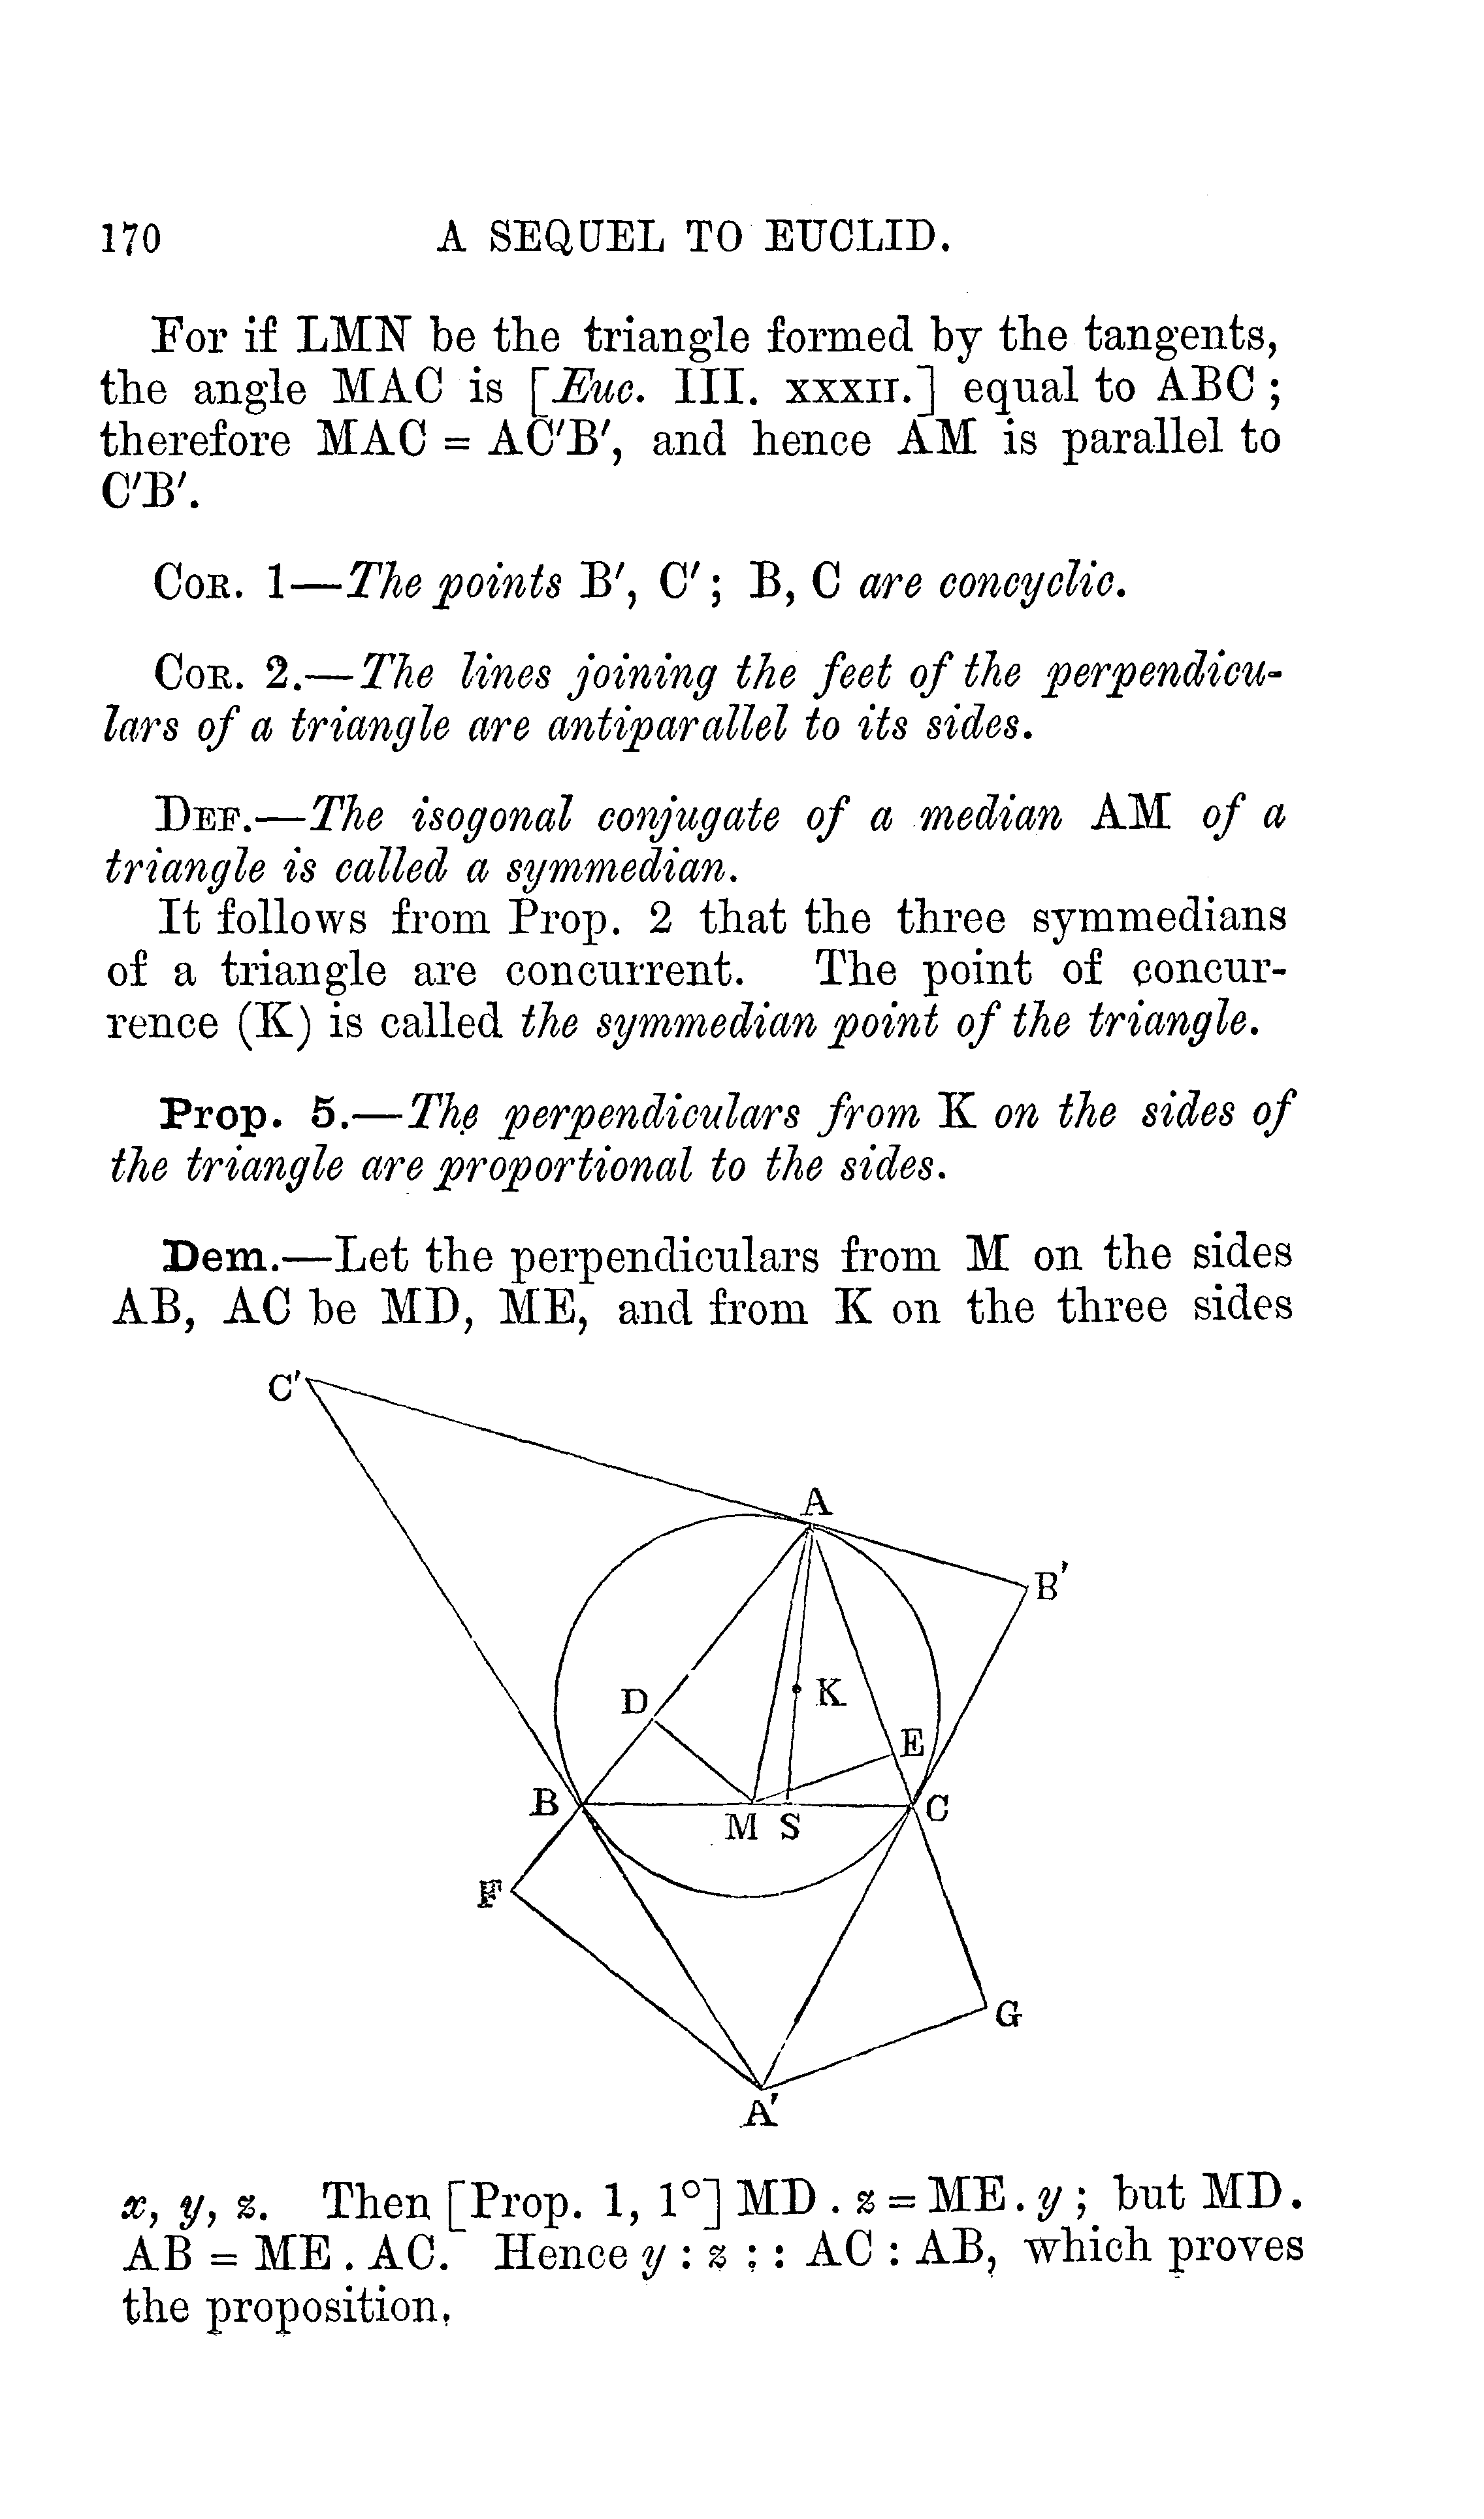 170 A SEQUEL TO EUCLID.
For if LMN be the triangle formed by the tangents,
the angle MAC is [Euc. III. XXXII.] equal to ABC ;
therefore MAC = AC′B′, and hence AM is parallel to
C′B′.
COR. 1—The points B′, C′ ; B, C are concyclic.
COR. 2.—The lines joining the feet of the perpendicu-
lars of a triangle are antiparallel to its sides.
DEF.—The isogonal conjugate of a median AM of a
triangle is called a symmedian.
It follows from Prop. 2 that the three symmedians
of a triangle are concurrent. The point of concur-
rence (K) is called the symmedian point of the triangle.
Prop. 5.—The perpendiculars from K on the sides of
the triangle are proportional to the sides.
Dem.—Let the perpendiculars from M on the sides
AB, AC be MD, ME, and from K on the three sides
C′
A
B′
D
K
E
B
M S
C
F
G
A′
x, y, z. Then [Prop. 1, 1°] MD . z = ME . y ; but MD .
AB = ME . AC. Hence y : z : : AC : AB, which proves
the proposition.